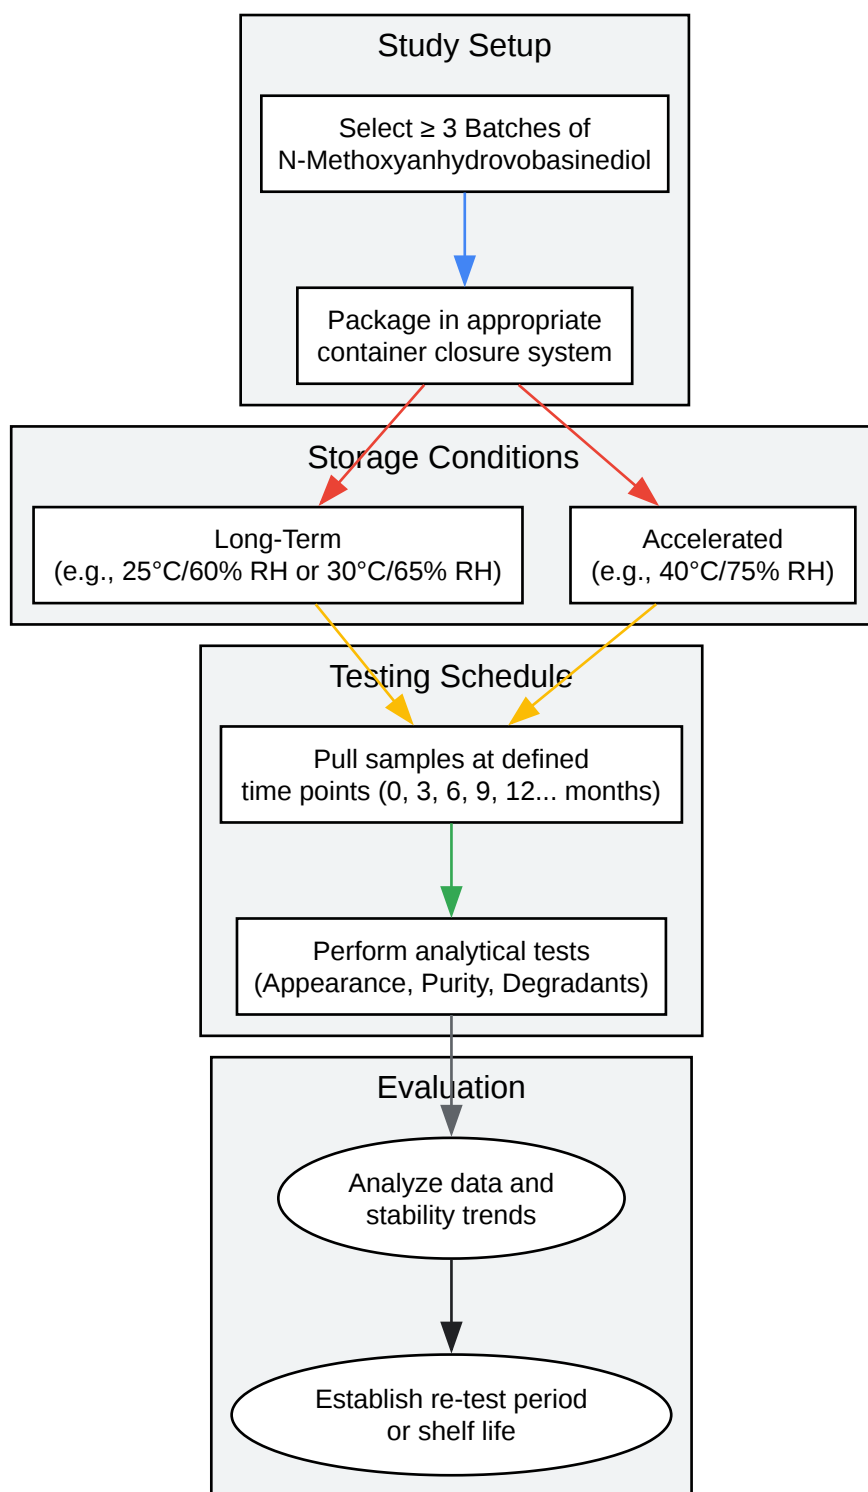 Study Setup
Select ≥ 3 Batches of
N-Methoxyanhydrovobasinediol
Package in appropriate
container closure system
Storage Conditions
Long-Term
(e.g., 25°C/60% RH or 30°C/65% RH)
Accelerated
(e.g., 40°C/75% RH)
Testing Schedule
Pull samples at defined
time points (0, 3, 6, 9, 12... months)
Perform analytical tests
(Appearance, Purity, Degradants)
Evaluation
Analyze data and
stability trends
Establish re-test period
or shelf life